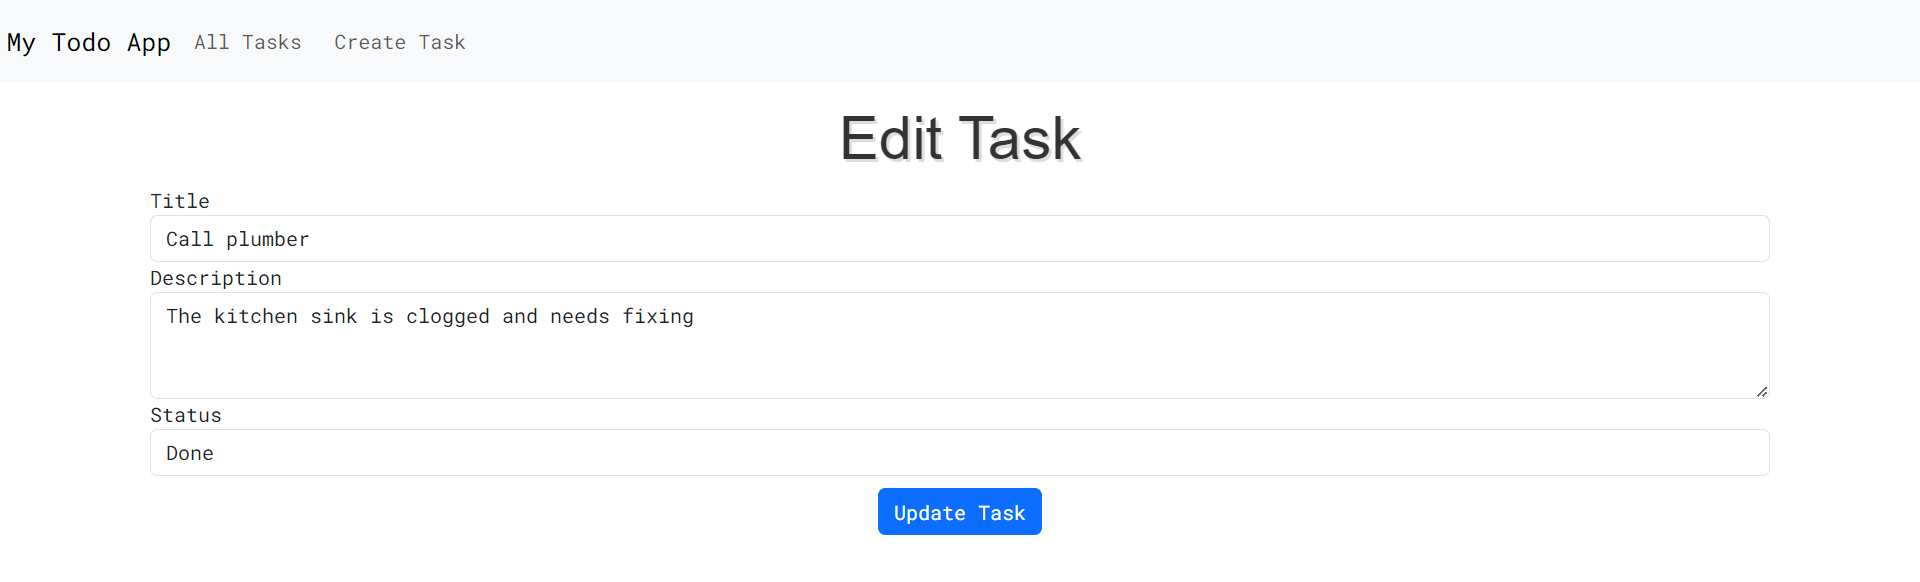 My Todo App All Tasks Create Task
Edit Task
Title
Call plumber
Description
The kitchen sink is clogged and needs fixing
Status
Done
Update Task